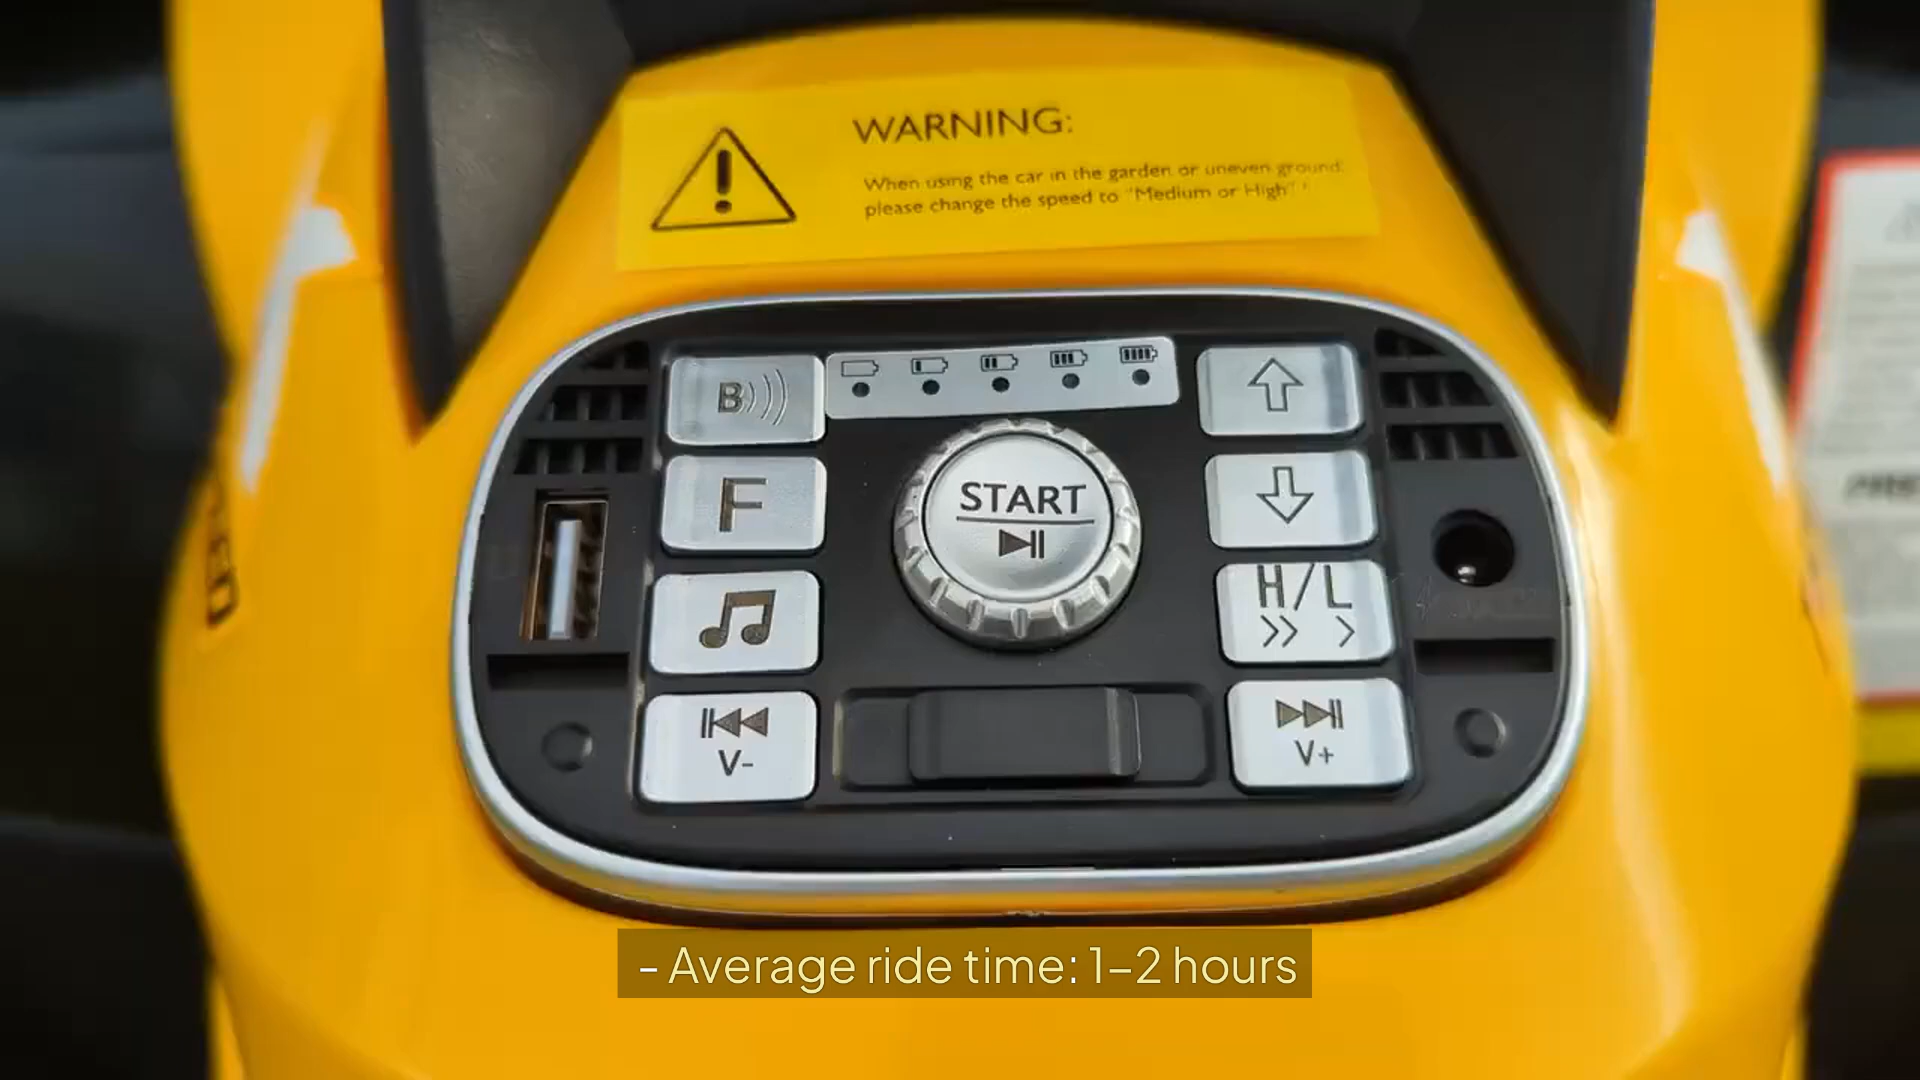 WARNING:
When using the car in the garden or uneven ground,
please change the speed to "Medium or High"
B
F
START
H/L
V-
V+
- Average ride time: 1–2 hours